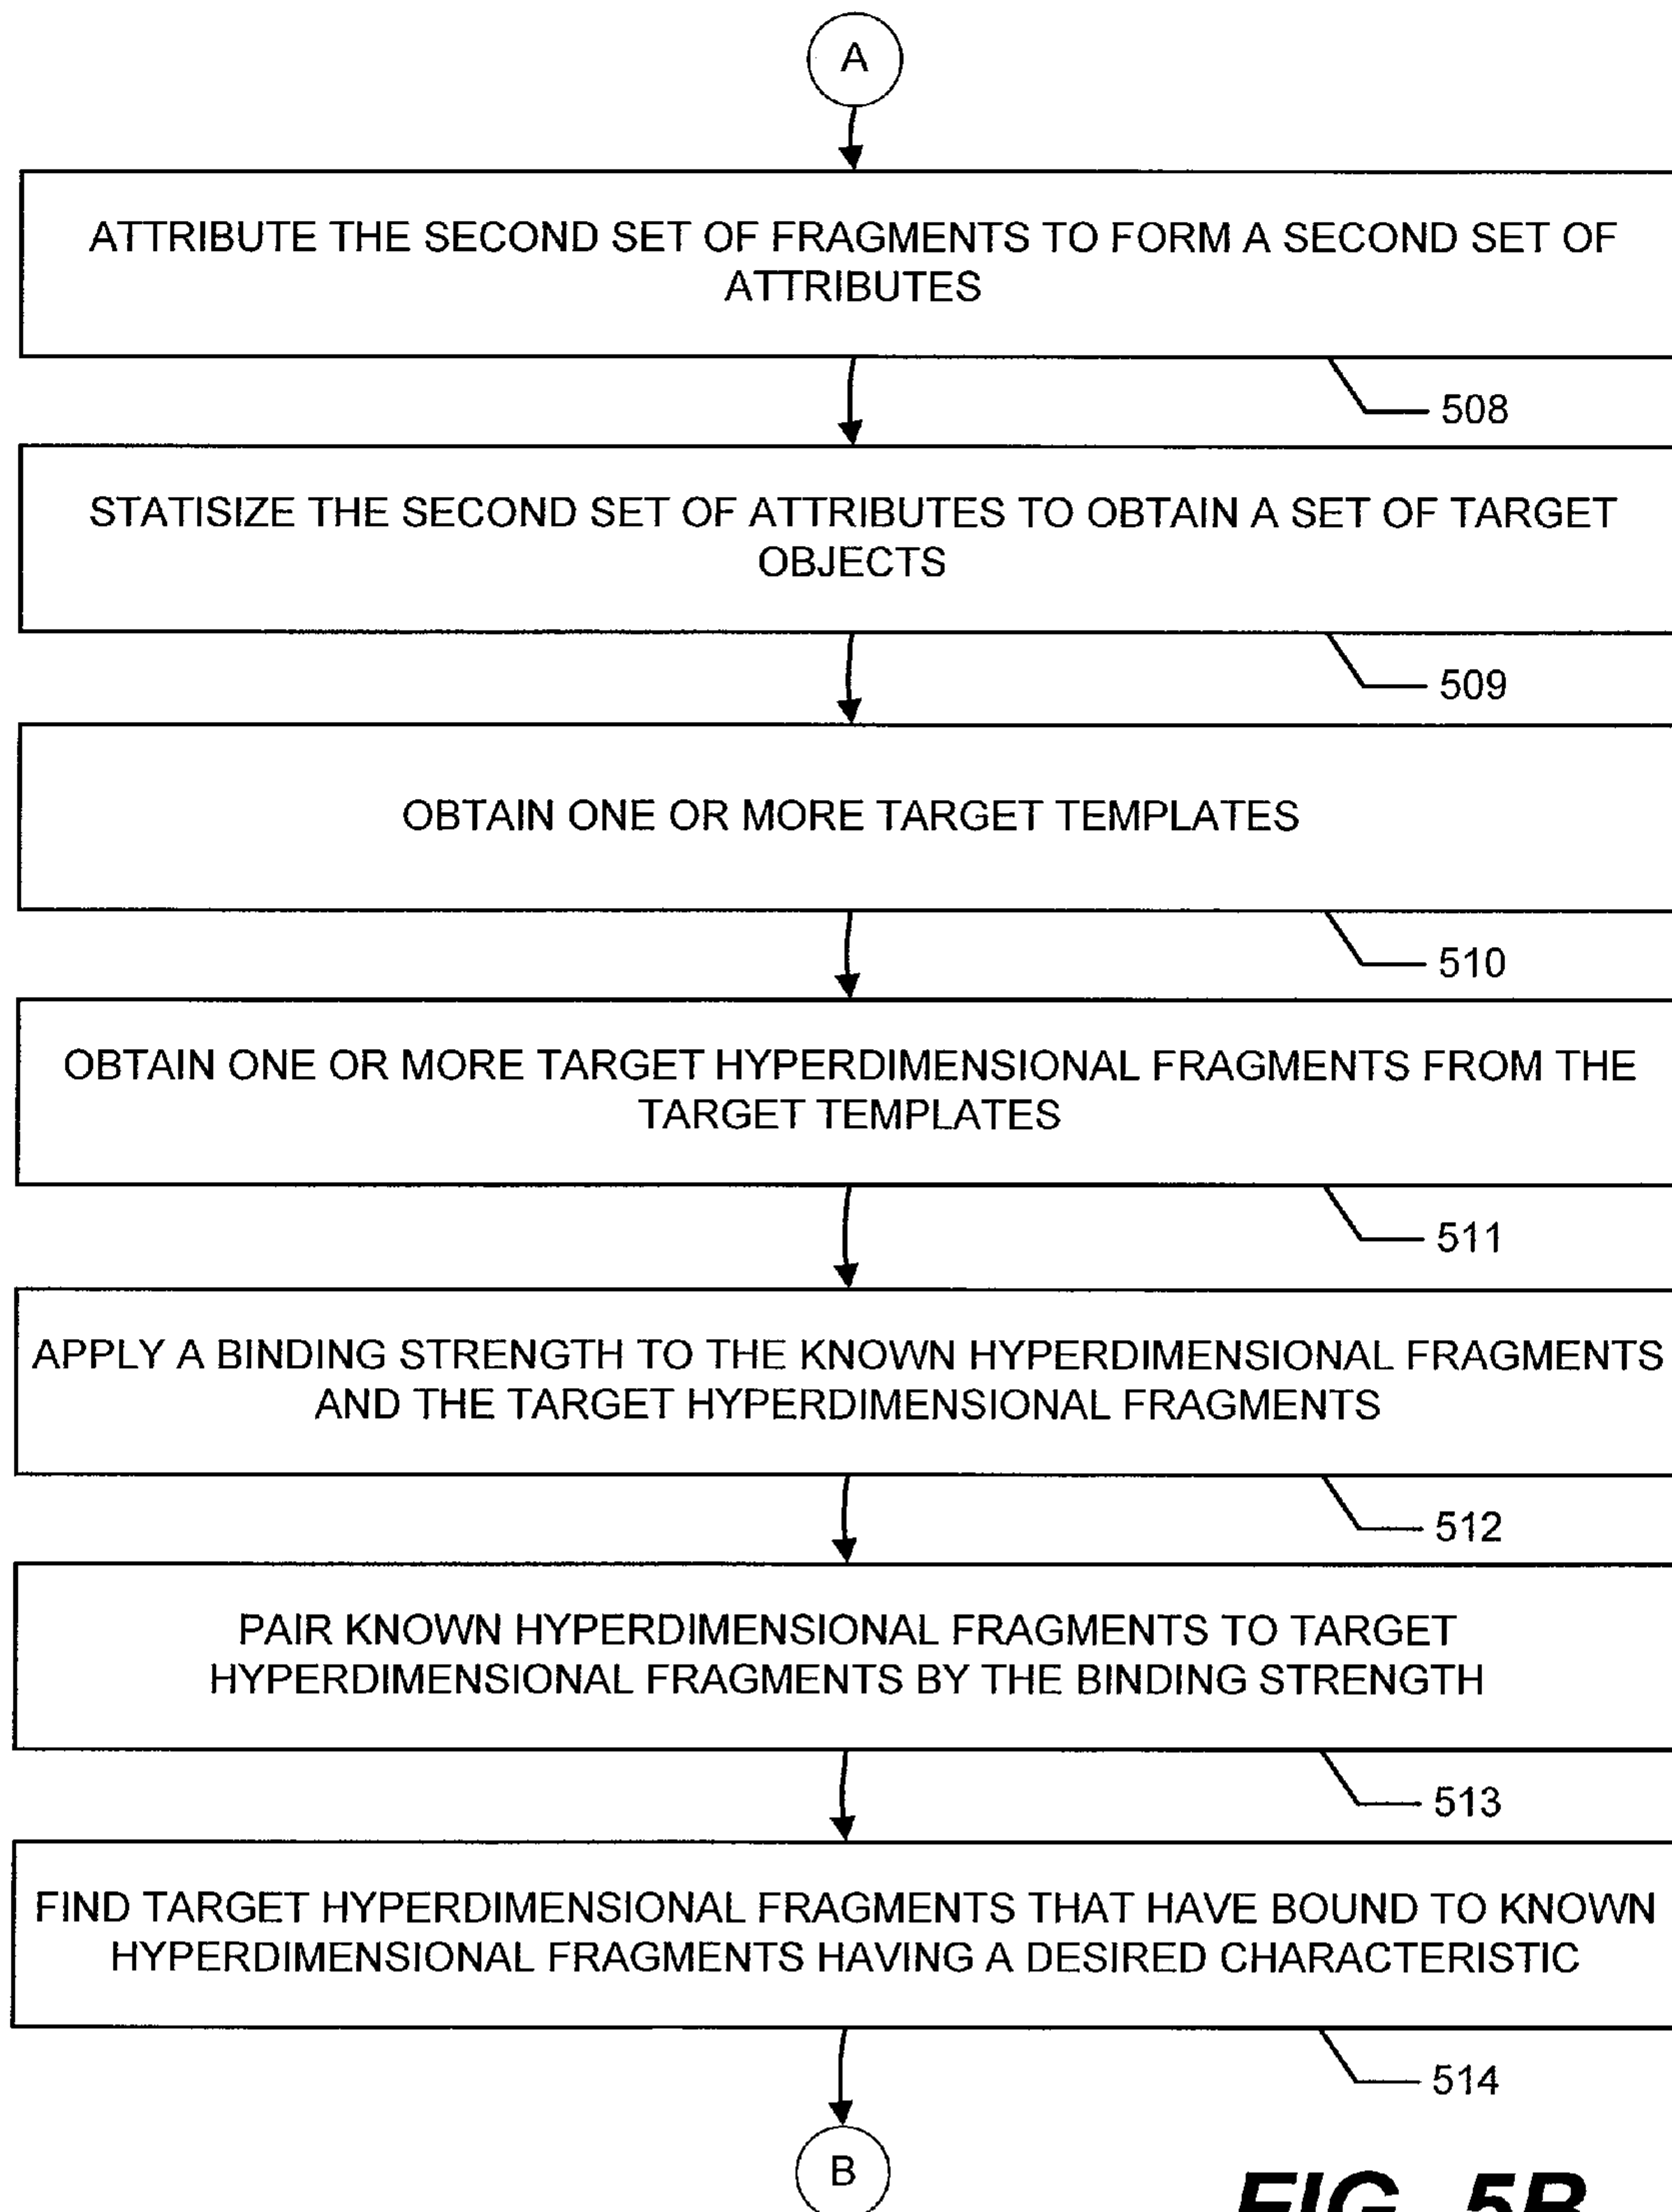 A
ATTRIBUTE THE SECOND SET OF FRAGMENTS TO FORM A SECOND SET OF
ATTRIBUTES
508
STATISIZE THE SECOND SET OF ATTRIBUTES TO OBTAIN A SET OF TARGET
OBJECTS
509
OBTAIN ONE OR MORE TARGET TEMPLATES
510
OBTAIN ONE OR MORE TARGET HYPERDIMENSIONAL FRAGMENTS FROM THE
TARGET TEMPLATES
511
APPLY A BINDING STRENGTH TO THE KNOWN HYPERDIMENSIONAL FRAGMENTS
AND THE TARGET HYPERDIMENSIONAL FRAGMENTS
512
PAIR KNOWN HYPERDIMENSIONAL FRAGMENTS TO TARGET
HYPERDIMENSIONAL FRAGMENTS BY THE BINDING STRENGTH
513
FIND TARGET HYPERDIMENSIONAL FRAGMENTS THAT HAVE BOUND TO KNOWN
HYPERDIMENSIONAL FRAGMENTS HAVING A DESIRED CHARACTERISTIC
514
B
FIG. 5B